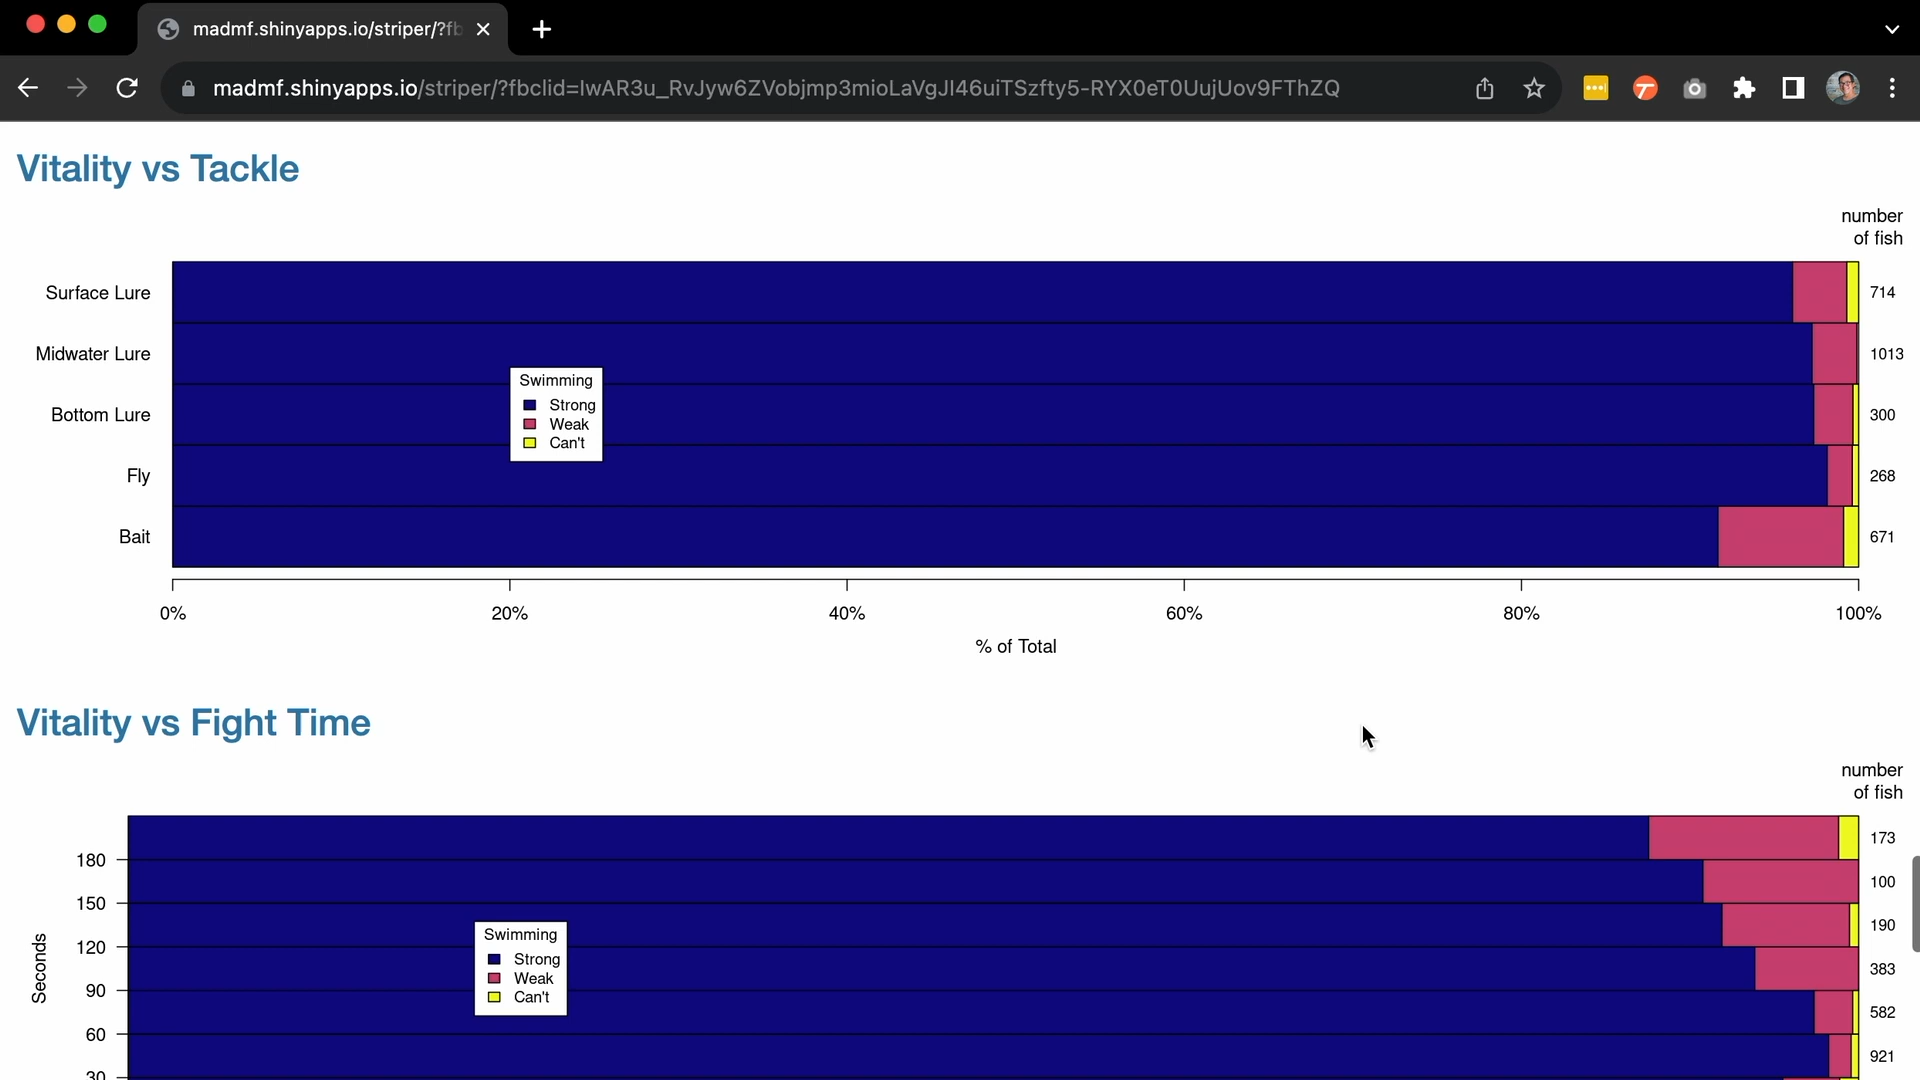 madmf.shinyapps.io/striper/?fb
madmf.shinyapps.io/striper/?fbclid=IwAR3u_RvJyw6ZVobjmp3mioLaVgJI46uiTSzfty5-RYX0eT0UujUov9FThZQ
Vitality vs Tackle
number
of fish
Surface Lure 714
Midwater Lure 1013
Swimming
Strong
Weak
Can't
Bottom Lure 300
Fly 268
Bait 671
0% 20% 40% 60% 80% 100%
% of Total
Vitality vs Fight Time
number
of fish
173
180
100
150
190
120
383
90
582
60
921
30
Seconds
Swimming
Strong
Weak
Can't